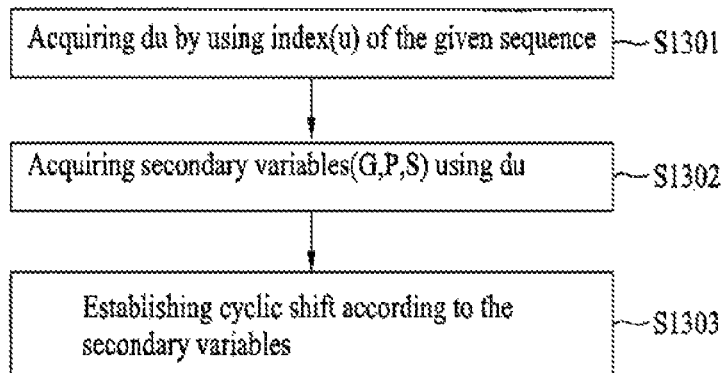 Acquiring du by using index(u) of the given sequence
S1301
Acquiring secondary variables(G,P,S) using du
S1302
Establishing cyclic shift according to the
secondary variables
S1303